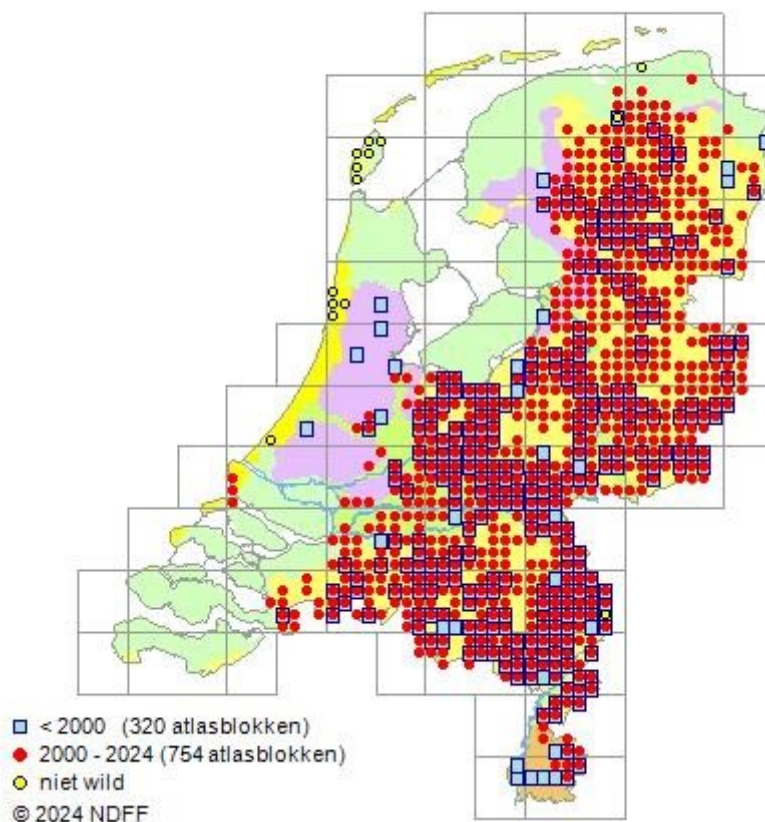 < 2000 (320 atlasblokken)
2000 - 2024 (754 atlasblokken)
niet wild
© 2024 NDFF